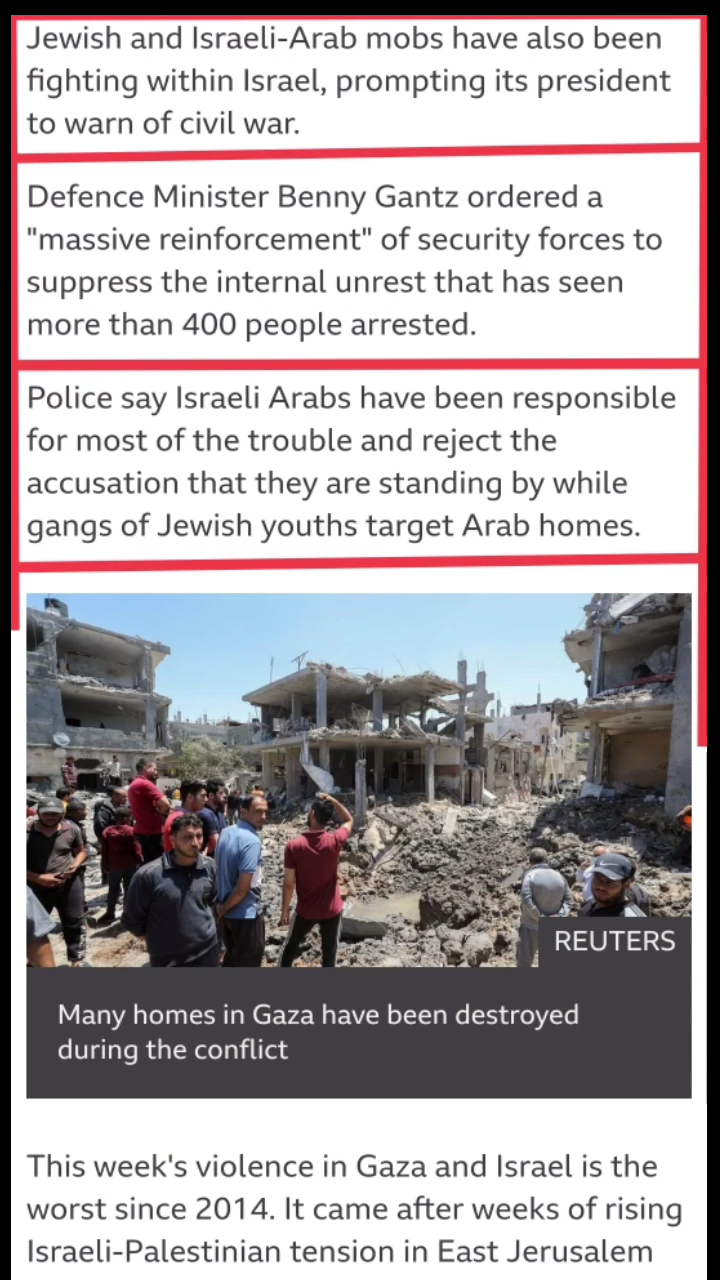 Jewish and Israeli-Arab mobs have also been
fighting within Israel, prompting its president
to warn of civil war.
Defence Minister Benny Gantz ordered a
"massive reinforcement" of security forces to
suppress the internal unrest that has seen
more than 400 people arrested.
Police say Israeli Arabs have been responsible
for most of the trouble and reject the
accusation that they are standing by while
gangs of Jewish youths target Arab homes.
REUTERS
Many homes in Gaza have been destroyed
during the conflict
This week's violence in Gaza and Israel is the
worst since 2014. It came after weeks of rising
Israeli-Palestinian tension in East Jerusalem